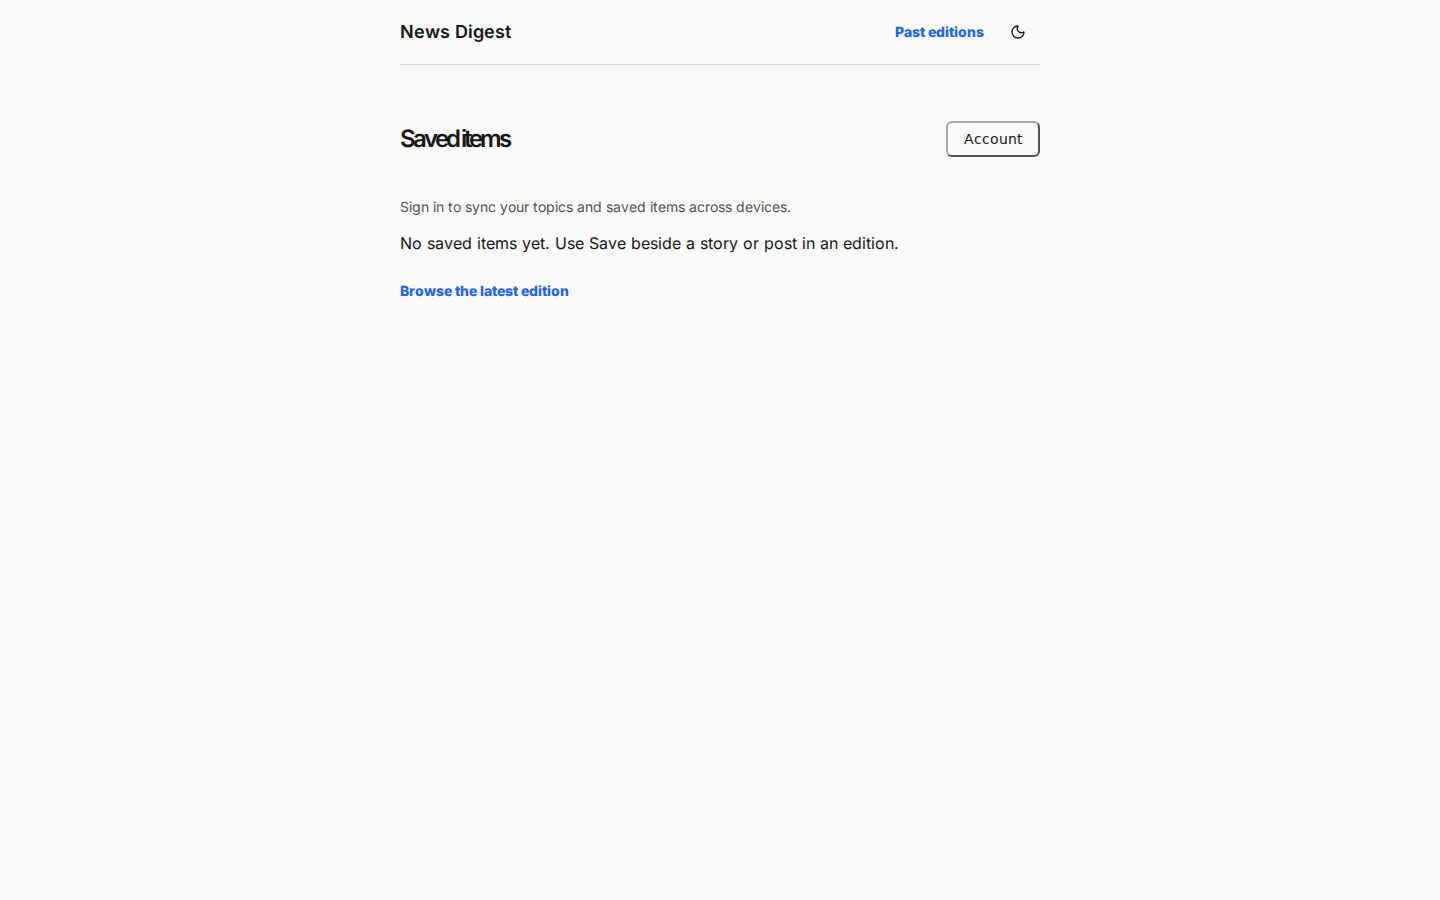 News Digest
Past editions
Saved items
Account
Sign in to sync your topics and saved items across devices.
No saved items yet. Use Save beside a story or post in an edition.
Browse the latest edition